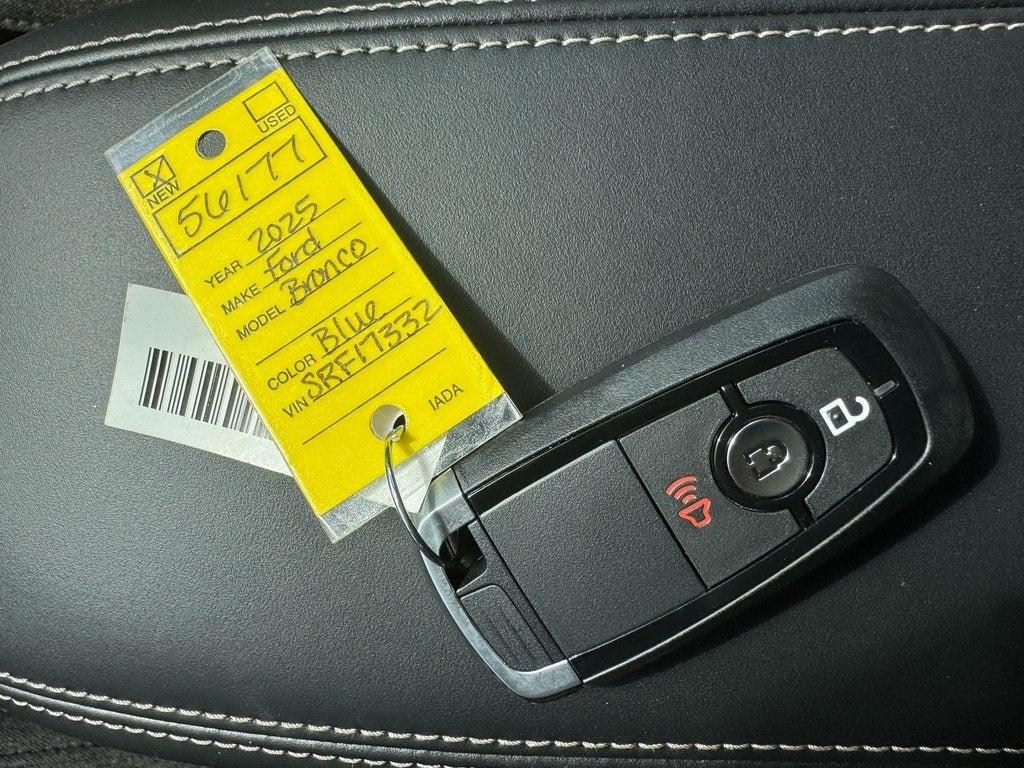 USED
X NEW
56177
YEAR 2025
MAKE Ford
MODEL Bronco
COLOR Blue
VIN SRF17332
IADA